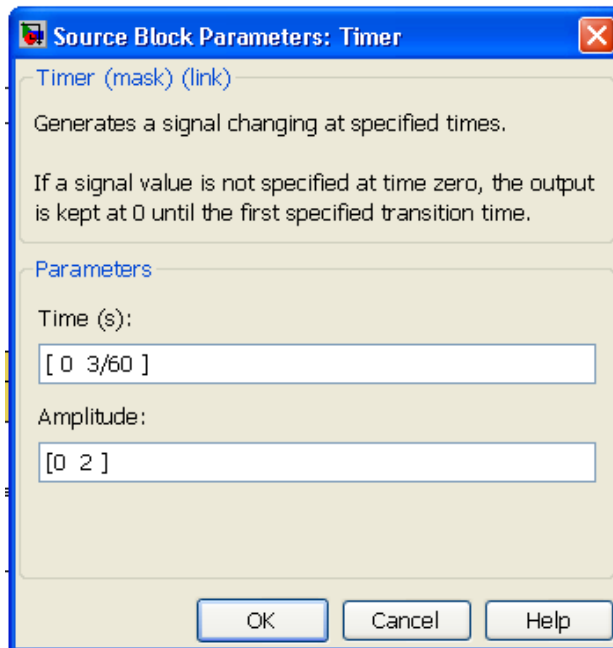 Source Block Parameters: Timer
Timer (mask) (link)
Generates a signal changing at specified times.
If a signal value is not specified at time zero, the output
is kept at 0 until the first specified transition time.
Parameters
Time (s):
[ 0  3/60 ]
Amplitude:
[0  2 ]
OK Cancel Help